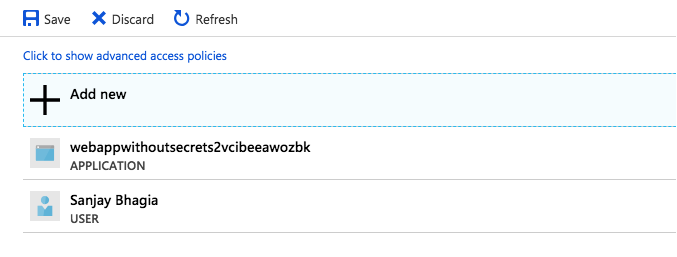 Save Discard Refresh
Click to show advanced access policies
Add new
webappwithoutsecrets2vcibeeawozbk
APPLICATION
Sanjay Bhagia
USER